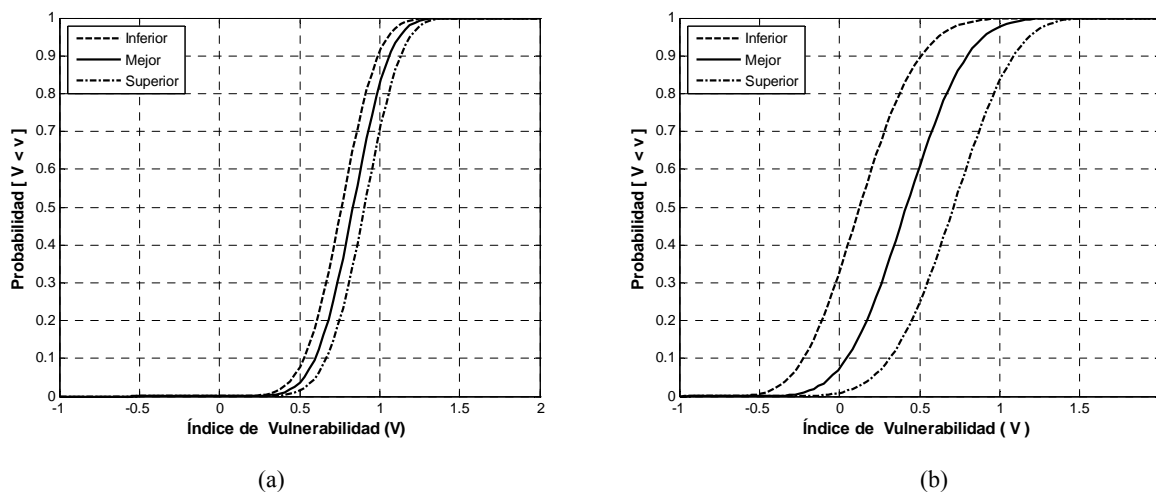 Probabilidad [ V < v]
1
0.9
0.8
0.7
0.6
0.5
0.4
0.3
0.2
0.1
0
Inferior
Mejor
Superior
-1 -0.5 0 0.5 1 1.5 2
Índice de Vulnerabilidad (V)
(a)
Probabilidad [ V < v]
1
0.9
0.8
0.7
0.6
0.5
0.4
0.3
0.2
0.1
0
Inferior
Mejor
Superior
-1 -0.5 0 0.5 1 1.5
Índice de Vulnerabilidad ( V )
(b)